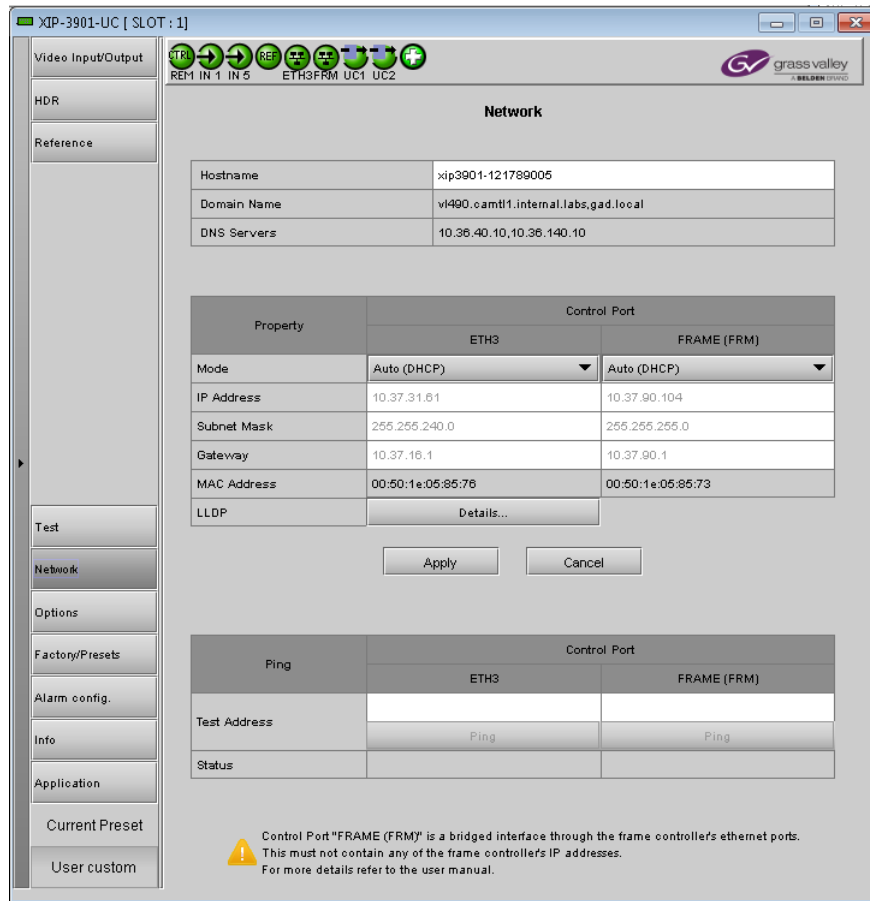 XIP-3901-UC [ SLOT : 1]
Video Input/Output
HDR
Reference
Test
Network
Options
Factory/Presets
Alarm config.
Info
Application
Current Preset
User custom
CTRL REF
REM IN 1 IN 5 ETH3 FRM UC1 UC2
GV grass valley
A BELDEN BRAND
Network
Hostname xip3901-121789005
Domain Name vl490.camtl1.internal.labs,gad.local
DNS Servers 10.36.40.10,10.36.140.10
Property Control Port
ETH3 FRAME (FRM)
Mode Auto (DHCP) Auto (DHCP)
IP Address 10.37.31.61 10.37.90.104
Subnet Mask 255.255.240.0 255.255.255.0
Gateway 10.37.16.1 10.37.90.1
MAC Address 00:50:1e:05:85:76 00:50:1e:05:85:73
LLDP Details...
Apply Cancel
Ping Control Port
ETH3 FRAME (FRM)
Test Address
Ping Ping
Status
Control Port "FRAME (FRM)" is a bridged interface through the frame controller's ethernet ports.
This must not contain any of the frame controller's IP addresses.
For more details refer to the user manual.